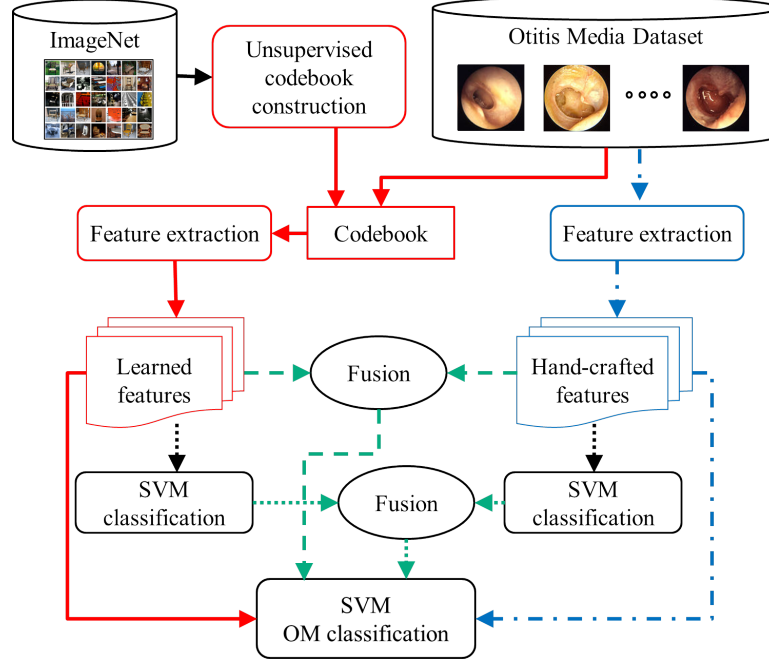 ImageNet
Unsupervised
codebook
construction
Otitis Media Dataset
Feature extraction
Codebook
Feature extraction
Learned
features
Fusion
Hand-crafted
features
SVM
classification
Fusion
SVM
classification
SVM
OM classification